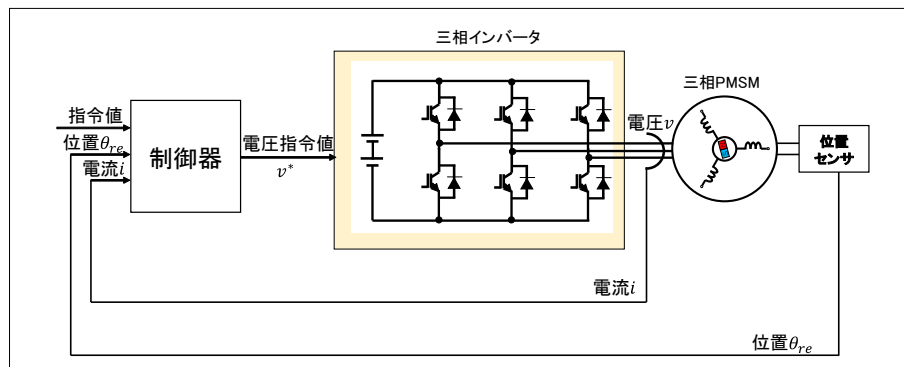 三相インバータ
三相PMSM
指令値
位置θre
電流i
制御器
電圧指令値
v*
電圧v
位置
センサ
電流i
位置θre